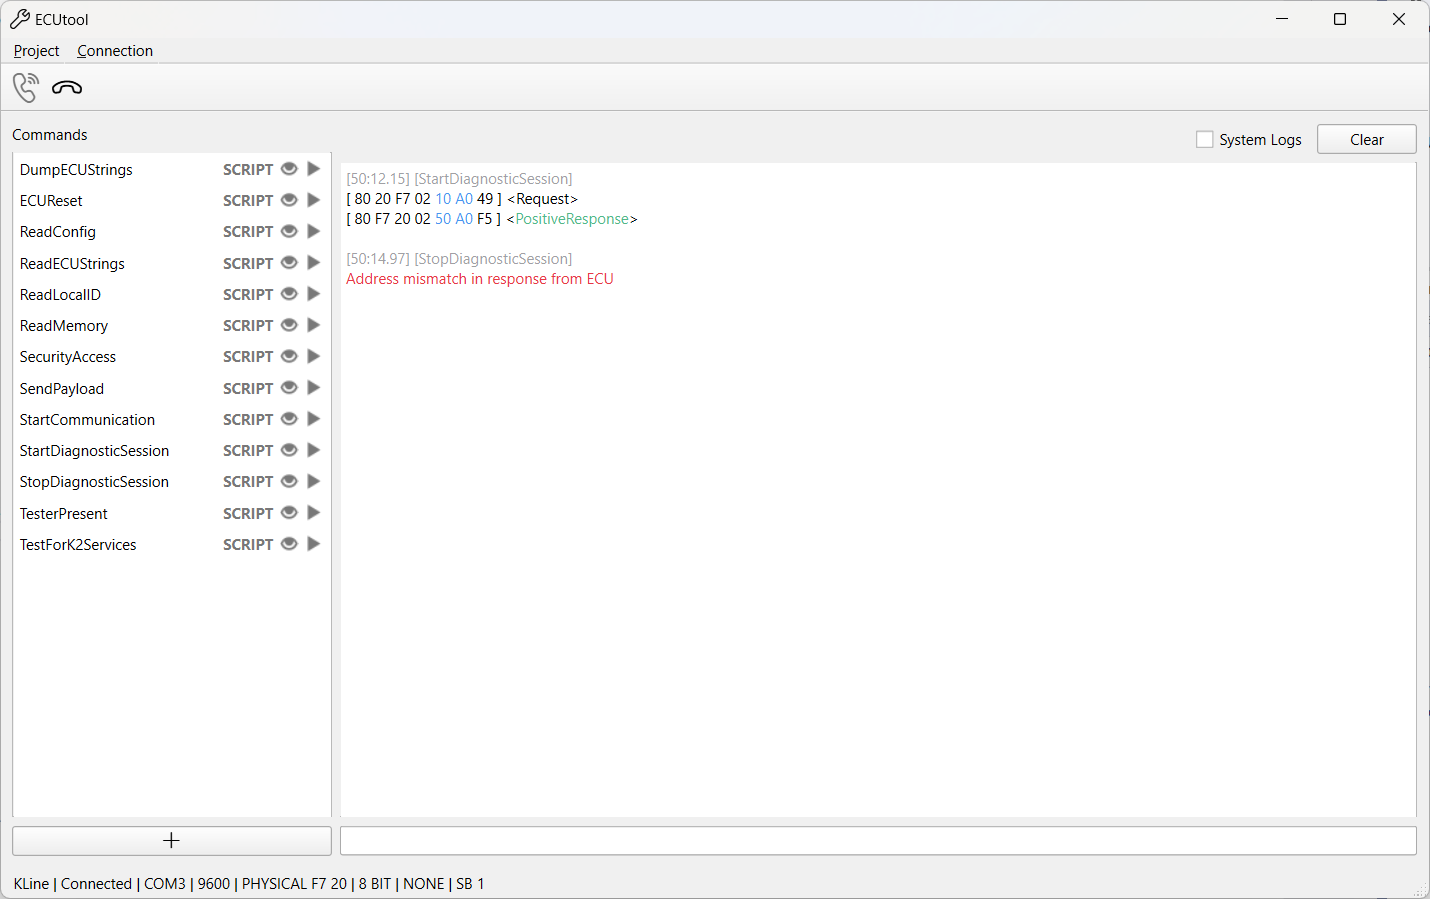 ECUtool
Project Connection
Commands
System Logs Clear
DumpECUStrings SCRIPT
ECUReset SCRIPT
ReadConfig SCRIPT
ReadECUStrings SCRIPT
ReadLocalID SCRIPT
ReadMemory SCRIPT
SecurityAccess SCRIPT
SendPayload SCRIPT
StartCommunication SCRIPT
StartDiagnosticSession SCRIPT
StopDiagnosticSession SCRIPT
TesterPresent SCRIPT
TestForK2Services SCRIPT
[50:12.15] [StartDiagnosticSession]
[ 80 20 F7 02 10 A0 49 ] <Request>
[ 80 F7 20 02 50 A0 F5 ] <PositiveResponse>
[50:14.97] [StopDiagnosticSession]
Address mismatch in response from ECU
KLine | Connected | COM3 | 9600 | PHYSICAL F7 20 | 8 BIT | NONE | SB 1